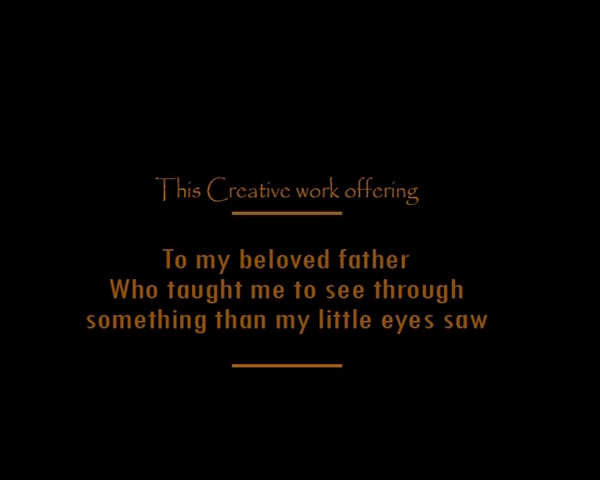 This Creative work offering
To my beloved father
Who taught me to see through
something than my little eyes saw